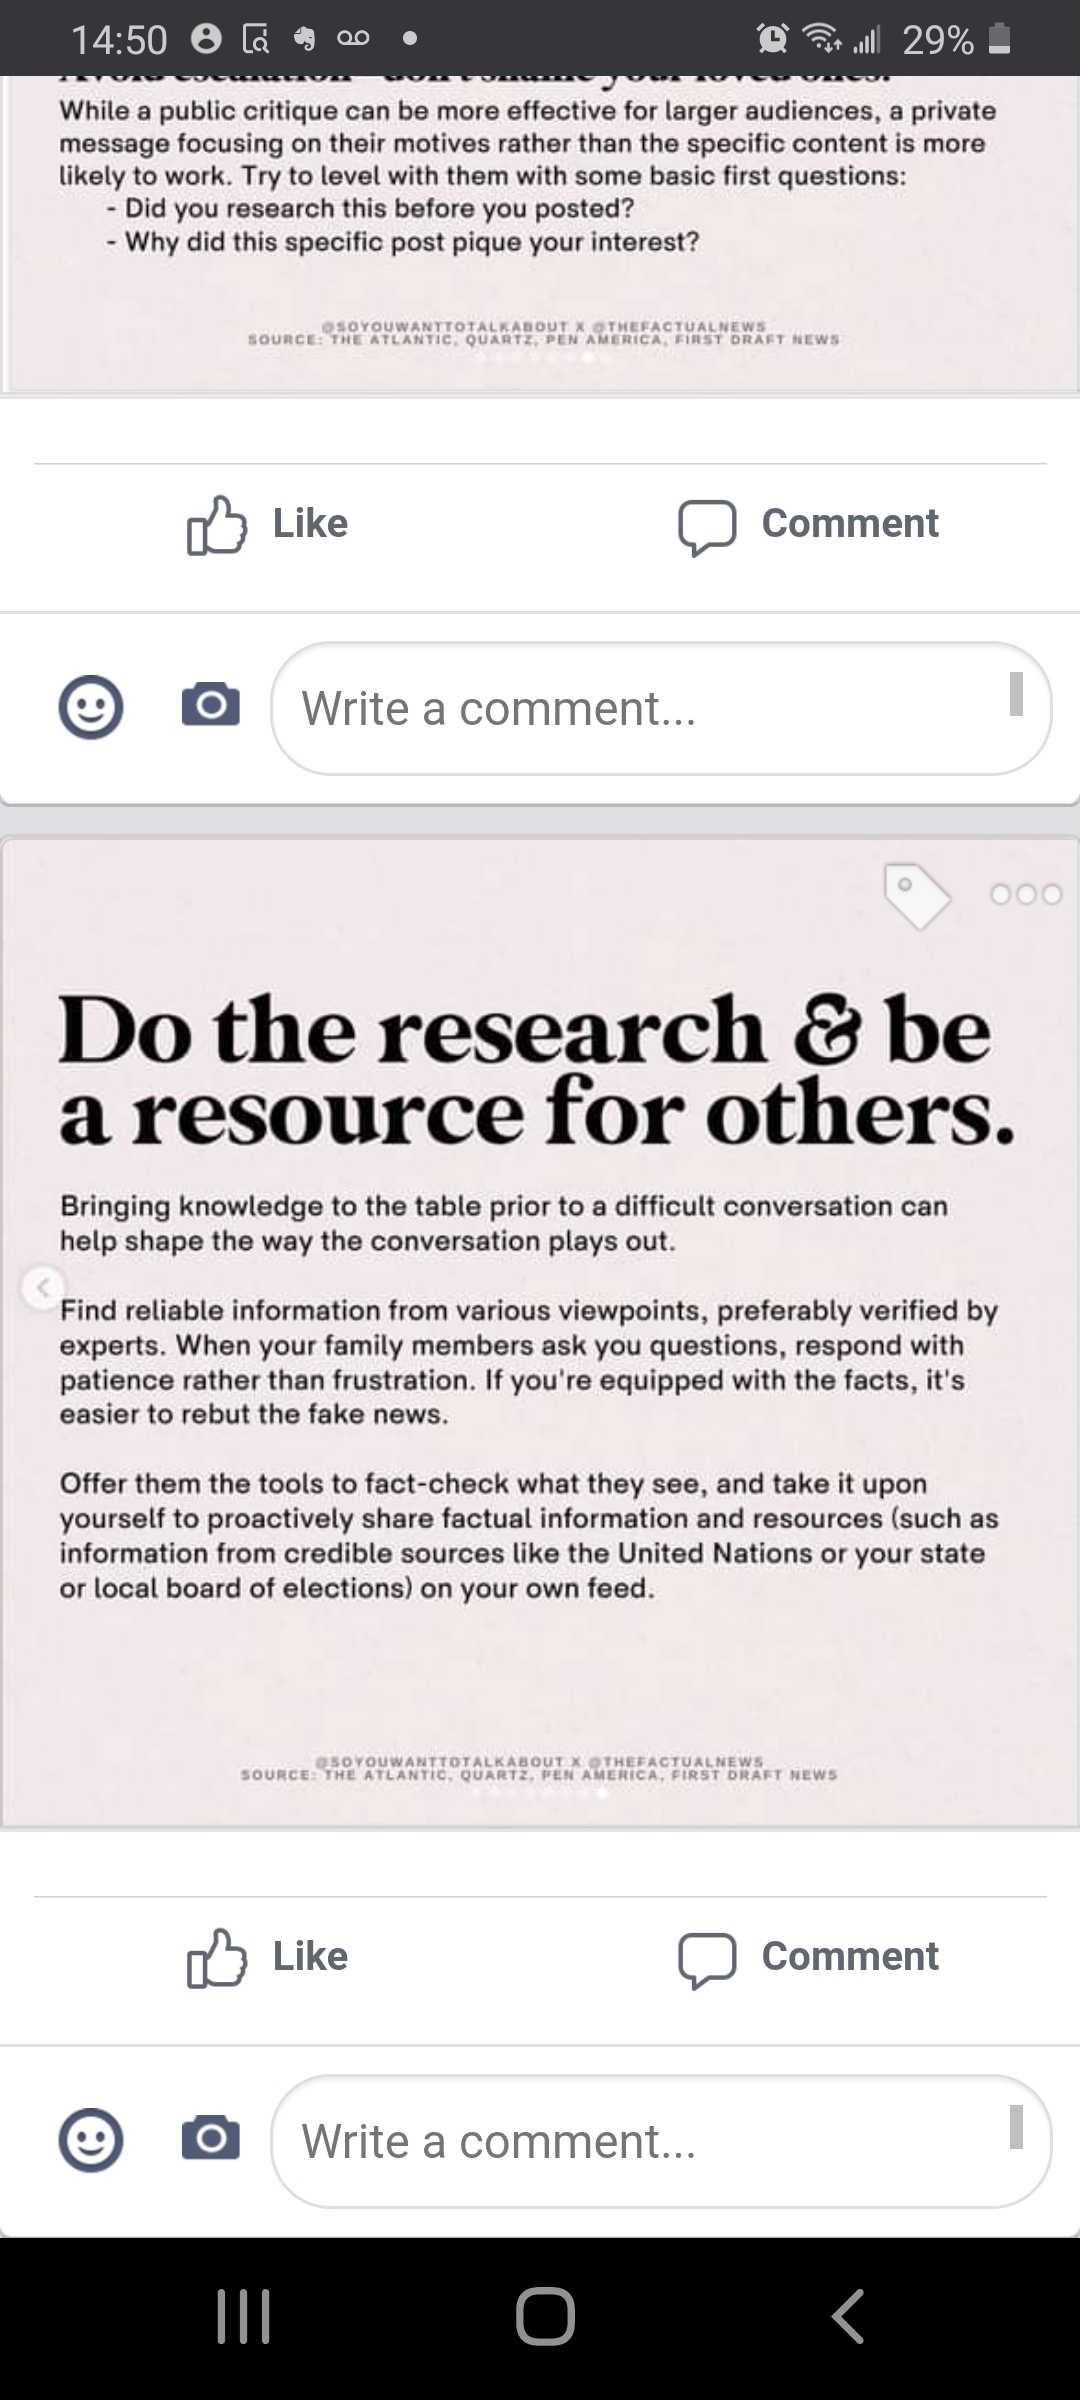 14:50
29%
Avoid escalation - don't shame your loved ones.
While a public critique can be more effective for larger audiences, a private
message focusing on their motives rather than the specific content is more
likely to work. Try to level with them with some basic first questions:
- Did you research this before you posted?
- Why did this specific post pique your interest?
@SOYOUWANTTOTALKABOUT X @THEFACTUALNEWS
SOURCE: THE ATLANTIC, QUARTZ, PEN AMERICA, FIRST DRAFT NEWS
Like
Comment
Write a comment...
Do the research & be
a resource for others.
Bringing knowledge to the table prior to a difficult conversation can
help shape the way the conversation plays out.
Find reliable information from various viewpoints, preferably verified by
experts. When your family members ask you questions, respond with
patience rather than frustration. If you're equipped with the facts, it's
easier to rebut the fake news.
Offer them the tools to fact-check what they see, and take it upon
yourself to proactively share factual information and resources (such as
information from credible sources like the United Nations or your state
or local board of elections) on your own feed.
@SOYOUWANTTOTALKABOUT X @THEFACTUALNEWS
SOURCE: THE ATLANTIC, QUARTZ, PEN AMERICA, FIRST DRAFT NEWS
Like
Comment
Write a comment...